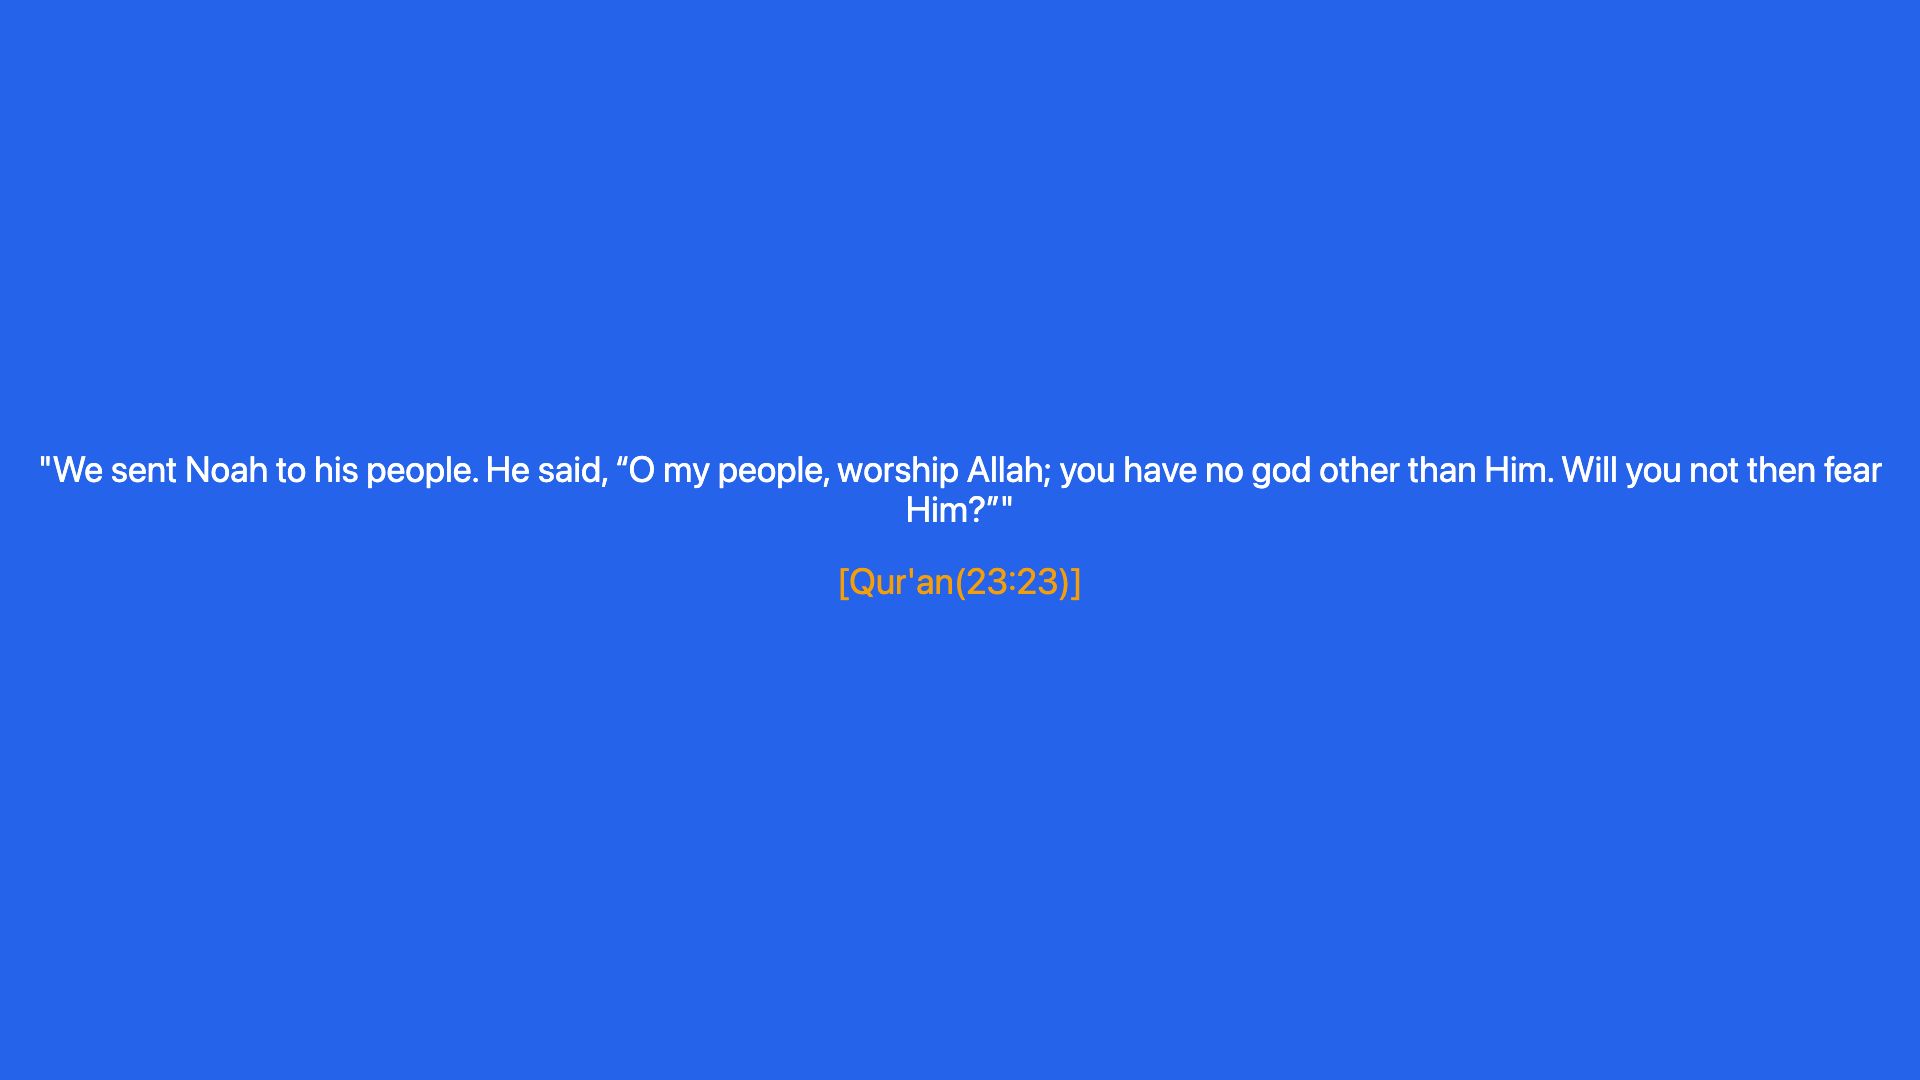 "We sent Noah to his people. He said, “O my people, worship Allah; you have no god other than Him. Will you not then fear
Him?”"
[Qur'an(23:23)]